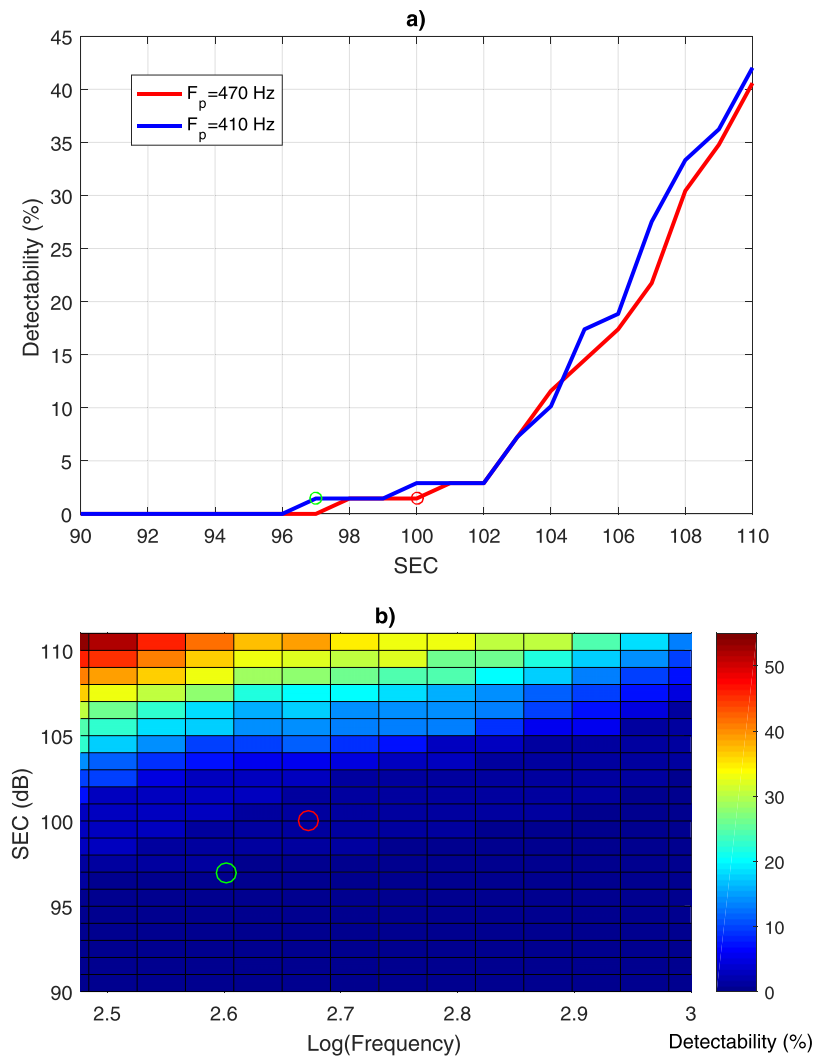 a)
45
40
35
30
25
20
15
10
5
0
Detectability (%)
F_p=470 Hz
F_p=410 Hz
90 92 94 96 98 100 102 104 106 108 110
SEC
b)
110
105
100
95
90
SEC (dB)
2.5 2.6 2.7 2.8 2.9 3
Log(Frequency)
50
40
30
20
10
0
Detectability (%)